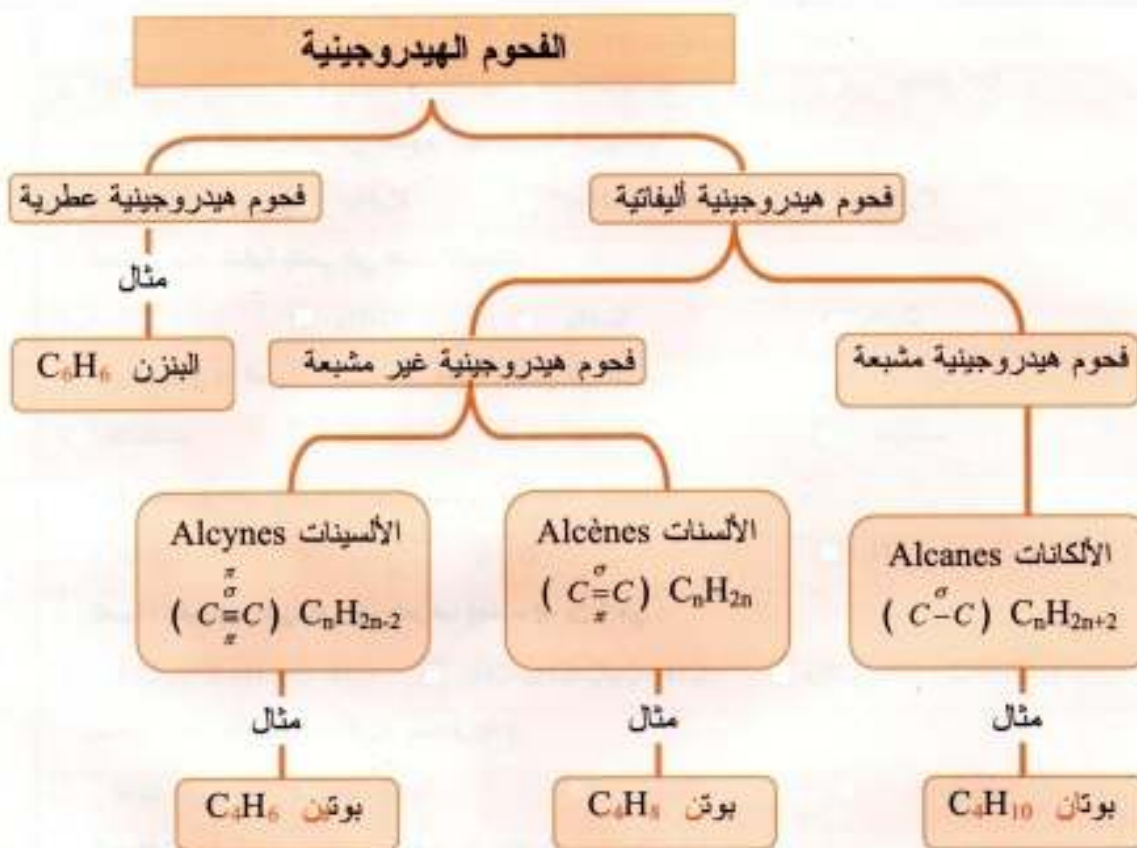 الفحوم الهيدروجينية
فحوم هيدروجينية أليفاتية
فحوم هيدروجينية عطرية
مثال
البنزن C₆H₆
فحوم هيدروجينية مشبعة
فحوم هيدروجينية غير مشبعة
الألكانات Alcanes
σ
( C−C ) CₙH₂ₙ₊₂
الألسنات Alcènes
σ
( C=C ) CₙH₂ₙ
π
الألسينات Alcynes
π
σ
( C≡C ) CₙH₂ₙ₋₂
π
مثال
مثال
مثال
بوتان C₄H₁₀
بوتن C₄H₈
بوتين C₄H₆